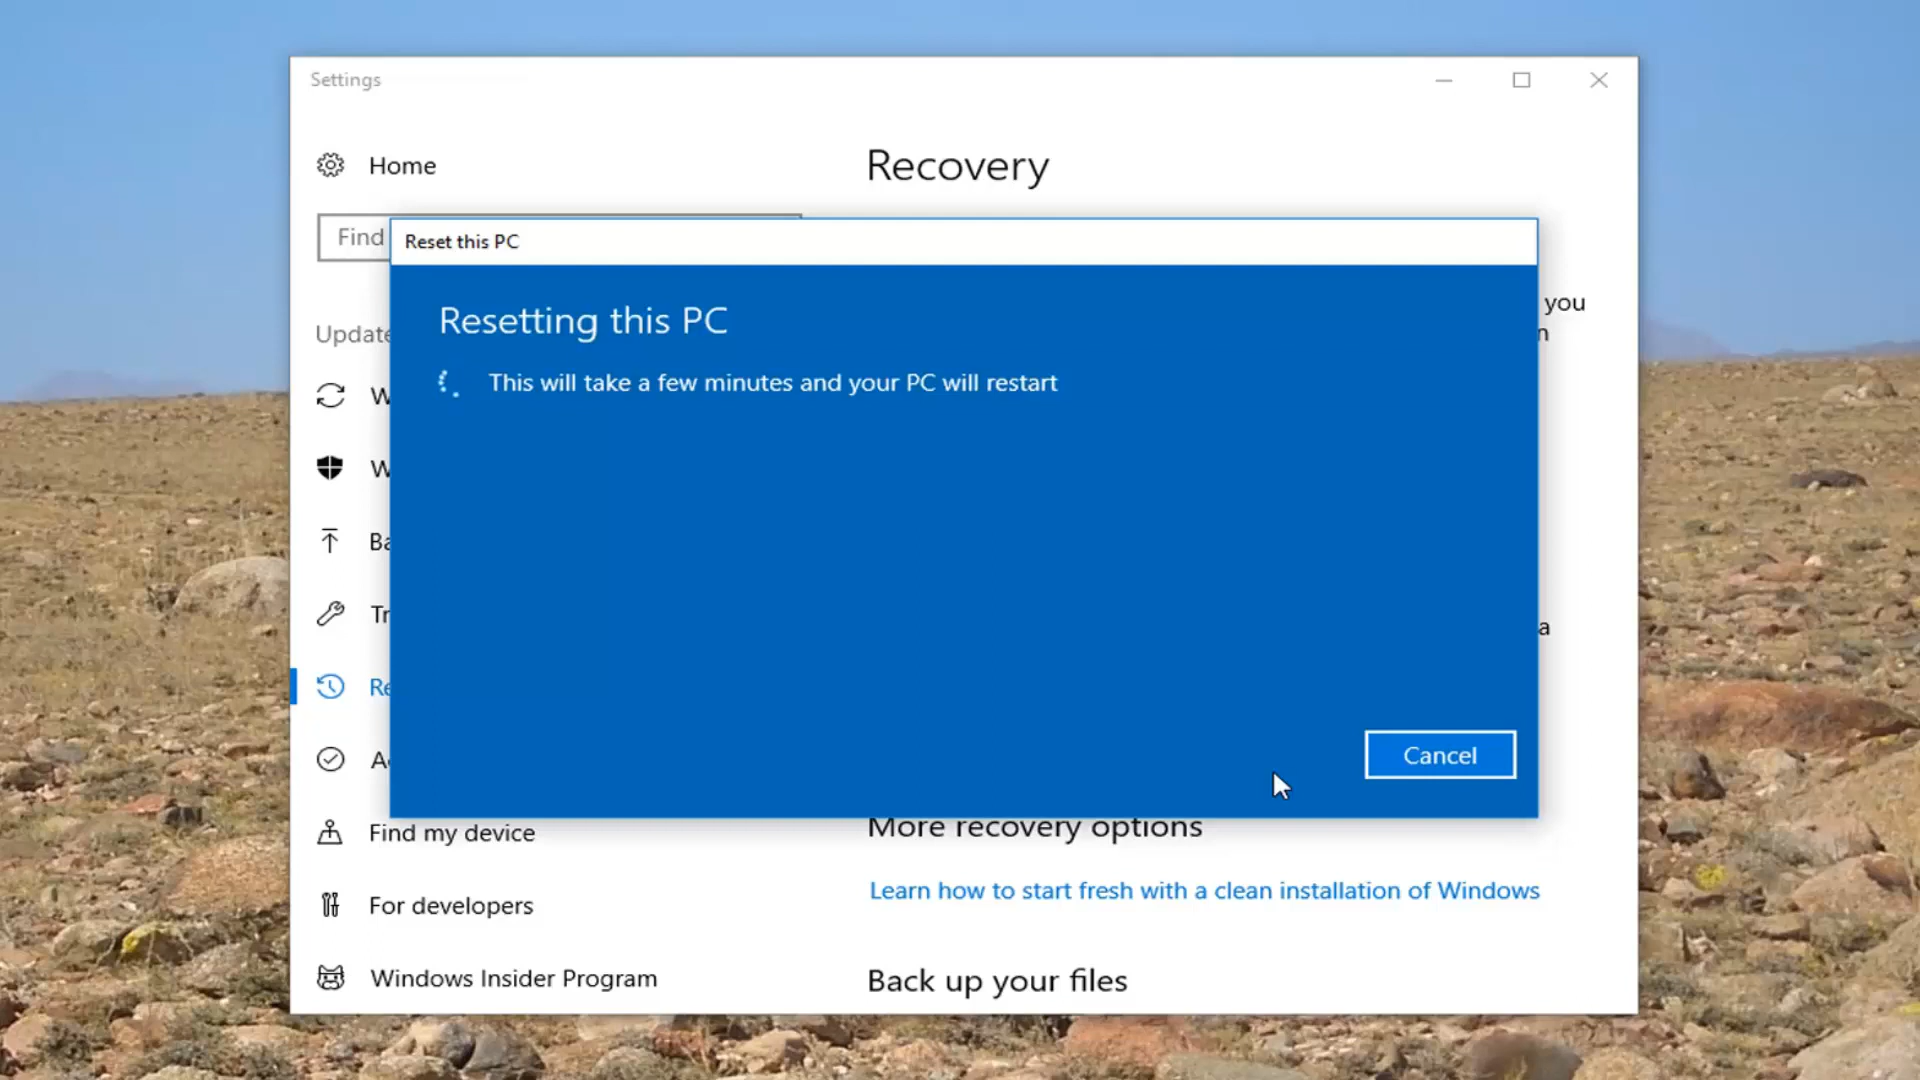 Settings
Home
Recovery
Find
Reset this PC
Resetting this PC
This will take a few minutes and your PC will restart
Cancel
you
Update
More recovery options
Find my device
Learn how to start fresh with a clean installation of Windows
For developers
Windows Insider Program
Back up your files